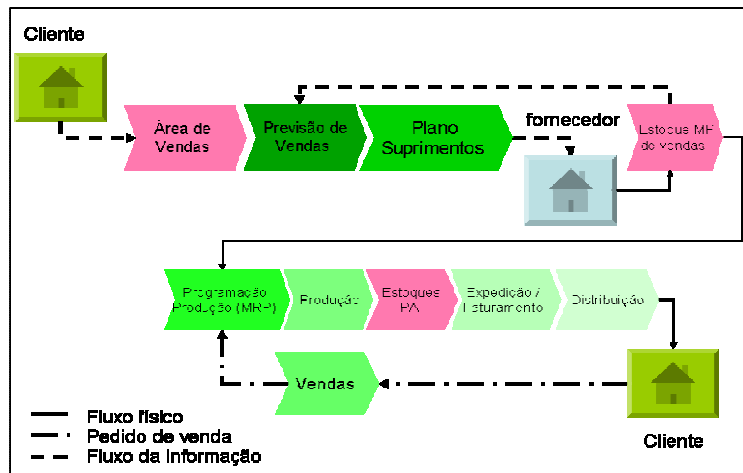 Cliente
Área de
Vendas
Previsão de
Vendas
Plano
Suprimentos
fornecedor
Estoque MP
de vendas
Programação
Produção (MRP)
Produção
Estoques
PA
Expedição /
Faturamento
Distribuição
Vendas
Cliente
Fluxo físico
Pedido de venda
Fluxo da Informação